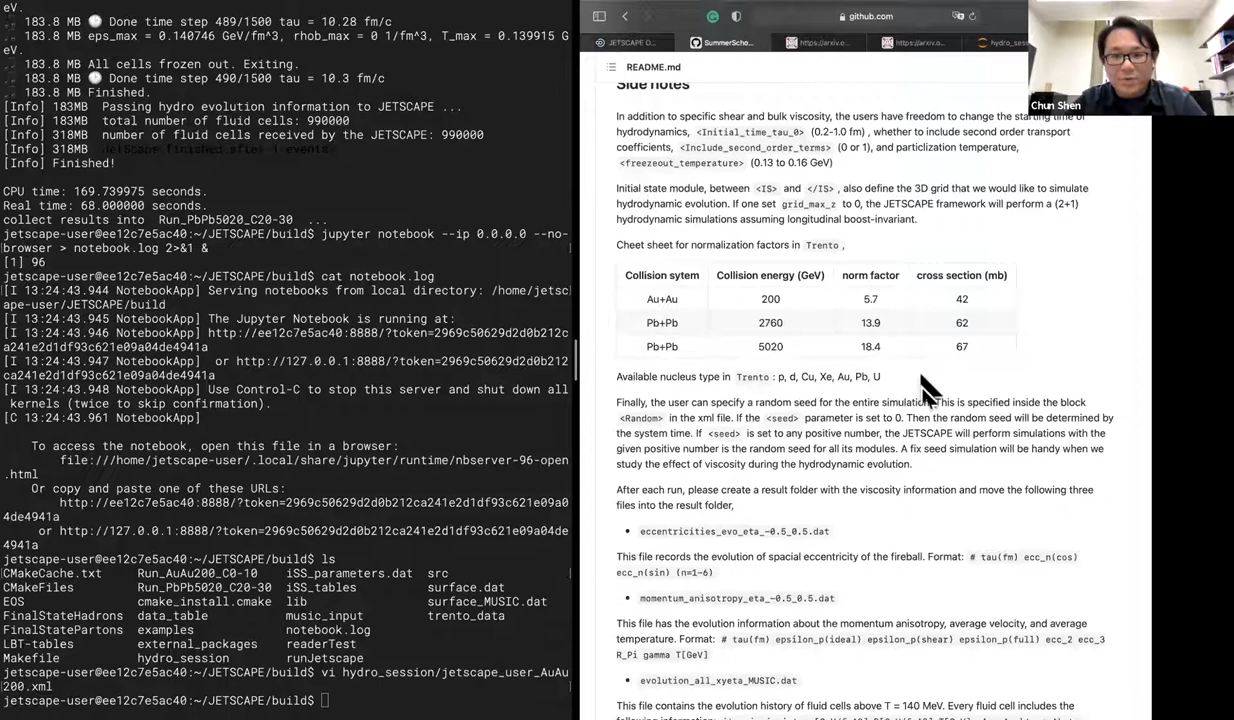 eV.
183.8 MB Done time step 489/1500 tau = 10.28 fm/c
183.8 MB eps_max = 0.140746 GeV/fm^3, rhob_max = 0 1/fm^3, T_max = 0.139915 G
eV.
183.8 MB All cells frozen out. Exiting.
183.8 MB Done time step 490/1500 tau = 10.3 fm/c
183.8 MB Finished.
[Info] 183MB Passing hydro evolution information to JETSCAPE ...
[Info] 183MB total number of fluid cells: 990000
[Info] 318MB number of fluid cells received by the JETSCAPE: 990000
[Info] 318M JetScape finished after 1 events
[Info] Finished!
CPU time: 169.739975 seconds.
Real time: 68.000000 seconds.
collect results into Run_PbPb5020_C20-30 ...
jetscape-user@ee12c7e5ac40:~/JETSCAPE/build$ jupyter notebook --ip 0.0.0.0 --no-
browser > notebook.log 2>&1 &
[1] 96
jetscape-user@ee12c7e5ac40:~/JETSCAPE/build$ cat notebook.log
[I 13:24:43.944 NotebookApp] Serving notebooks from local directory: /home/jetsc
ape-user/JETSCAPE/build
[I 13:24:43.945 NotebookApp] The Jupyter Notebook is running at:
[I 13:24:43.946 NotebookApp] http://ee12c7e5ac40:8888/?token=2969c50629d2d0b212c
a241e2d1df93c621e09a04de4941a
[I 13:24:43.947 NotebookApp]  or http://127.0.0.1:8888/?token=2969c50629d2d0b212
ca241e2d1df93c621e09a04de4941a
[I 13:24:43.948 NotebookApp] Use Control-C to stop this server and shut down all
kernels (twice to skip confirmation).
[C 13:24:43.961 NotebookApp]
To access the notebook, open this file in a browser:
file:///home/jetscape-user/.local/share/jupyter/runtime/nbserver-96-open
.html
Or copy and paste one of these URLs:
http://ee12c7e5ac40:8888/?token=2969c50629d2d0b212ca241e2d1df93c621e09a0
4de4941a
or http://127.0.0.1:8888/?token=2969c50629d2d0b212ca241e2d1df93c621e09a04de
4941a
jetscape-user@ee12c7e5ac40:~/JETSCAPE/build$ ls
CMakeCache.txt Run_AuAu200_C0-10 iSS_parameters.dat src
CMakeFiles Run_PbPb5020_C20-30 iSS_tables surface.dat
EOS cmake_install.cmake lib surface_MUSIC.dat
FinalStateHadrons data_table music_input trento_data
FinalStatePartons examples notebook.log
LBT-tables external_packages readerTest
Makefile hydro_session runJetscape
jetscape-user@ee12c7e5ac40:~/JETSCAPE/build$ vi hydro_session/jetscape_user_AuAu
200.xml
jetscape-user@ee12c7e5ac40:~/JETSCAPE/build$
github.com
JETSCAPE O... SummerScho... https://arxiv.o... https://arxiv.o... hydro_ses
README.md
Side notes
In addition to specific shear and bulk viscosity, the users have freedom to change the starting time of
hydrodynamics, <Initial_time_tau_0> (0.2-1.0 fm) , whether to include second order transport
coefficients, <Include_second_order_terms> (0 or 1), and particlization temperature,
<freezeout_temperature> (0.13 to 0.16 GeV)
Initial state module, between <IS> and </IS> , also define the 3D grid that we would like to simulate
hydrodynamic evolution. If one set grid_max_z to 0, the JETSCAPE framework will perform a (2+1)
hydrodynamic simulations assuming longitudinal boost-invariant.
Cheet sheet for normalization factors in Trento ,
Collision sytem Collision energy (GeV) norm factor cross section (mb)
Au+Au 200 5.7 42
Pb+Pb 2760 13.9 62
Pb+Pb 5020 18.4 67
Available nucleus type in Trento : p, d, Cu, Xe, Au, Pb, U
Finally, the user can specify a random seed for the entire simulation. This is specified inside the block
<Random> in the xml file. If the <seed> parameter is set to 0. Then the random seed will be determined by
the system time. If <seed> is set to any positive number, the JETSCAPE will perform simulations with the
given positive number is the random seed for all its modules. A fix seed simulation will be handy when we
study the effect of viscosity during the hydrodynamic evolution.
After each run, please create a result folder with the viscosity information and move the following three
files into the result folder,
• eccentricities_evo_eta_-0.5_0.5.dat
This file records the evolution of spacial eccentricity of the fireball. Format: # tau(fm) ecc_n(cos)
ecc_n(sin) (n=1-6)
• momentum_anisotropy_eta_-0.5_0.5.dat
This file has the evolution information about the momentum anisotropy, average velocity, and average
temperature. Format: # tau(fm) epsilon_p(ideal) epsilon_p(shear) epsilon_p(full) ecc_2 ecc_3
R_Pi gamma T[GeV]
• evolution_all_xyeta_MUSIC.dat
This file contains the evolution history of fluid cells above T = 140 MeV. Every fluid cell includes the
Chun Shen